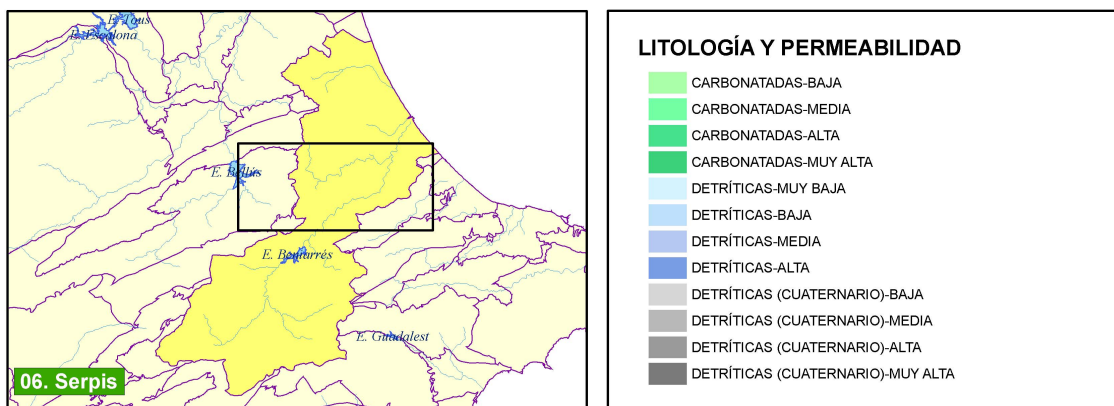 E. Tous
E. Escalona
E. Bellús
E. Beniarrés
E. Guadalest
06. Serpis
LITOLOGÍA Y PERMEABILIDAD
CARBONATADAS-BAJA
CARBONATADAS-MEDIA
CARBONATADAS-ALTA
CARBONATADAS-MUY ALTA
DETRÍTICAS-MUY BAJA
DETRÍTICAS-BAJA
DETRÍTICAS-MEDIA
DETRÍTICAS-ALTA
DETRÍTICAS (CUATERNARIO)-BAJA
DETRÍTICAS (CUATERNARIO)-MEDIA
DETRÍTICAS (CUATERNARIO)-ALTA
DETRÍTICAS (CUATERNARIO)-MUY ALTA